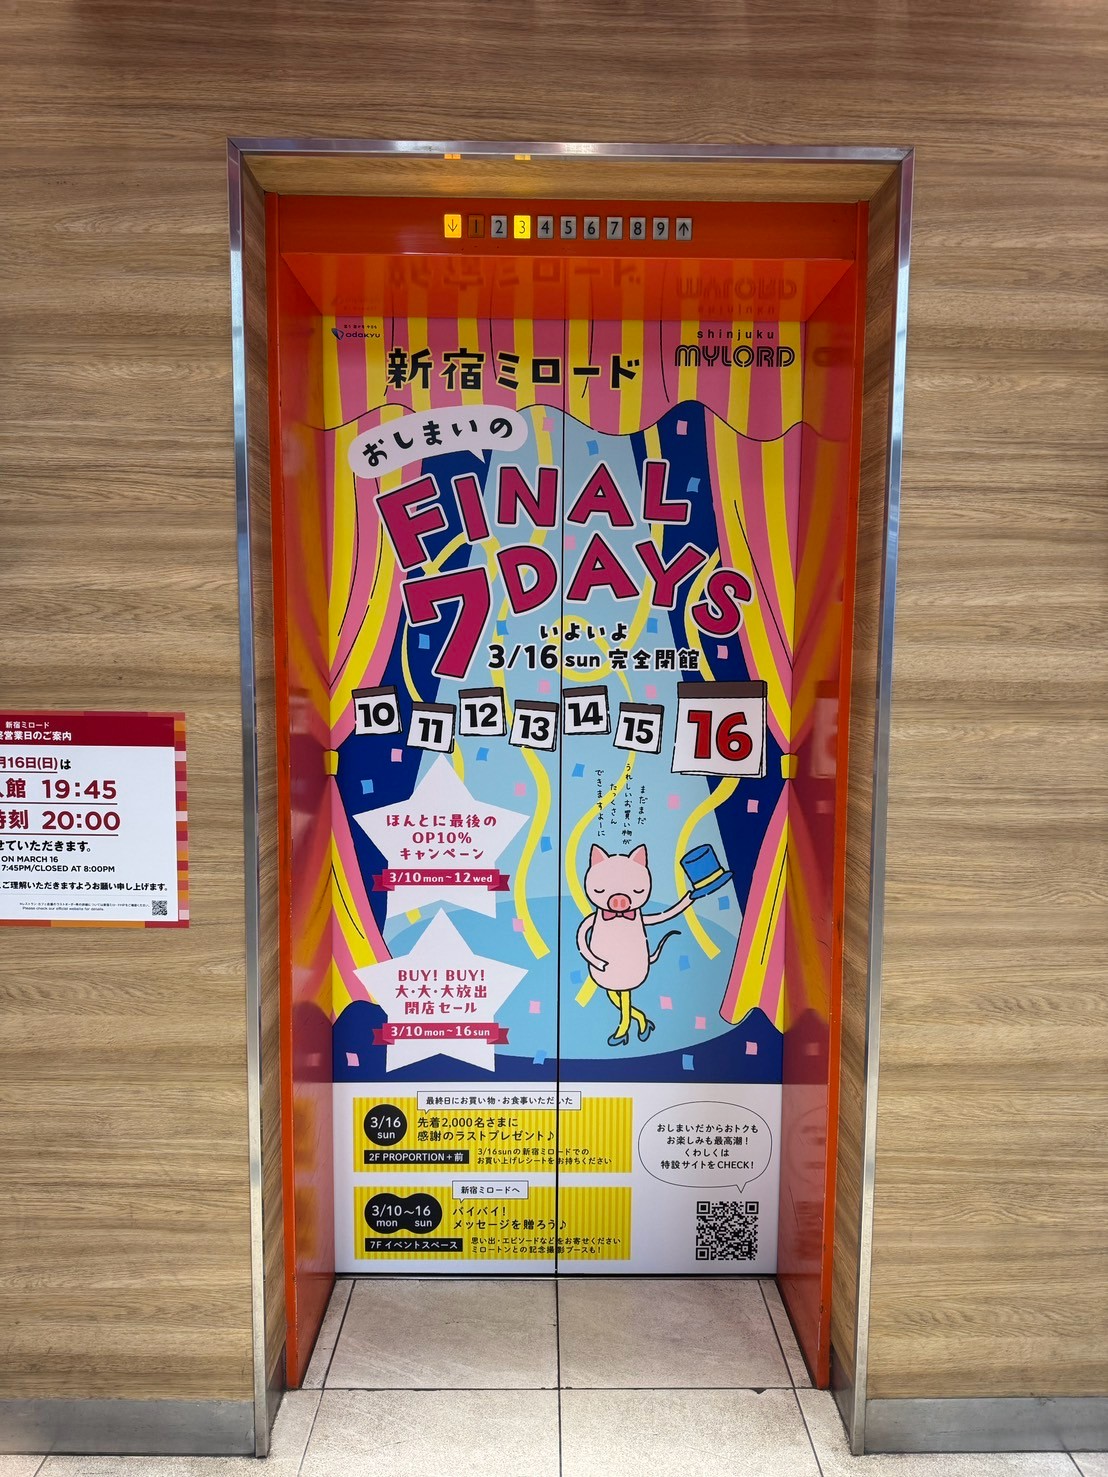 ↓ 1 2 3 4 5 6 7 8 9 ↑
odakyu
shinjuku
MYLORD
新宿ミロード
おしまいの
FINAL
7 DAYS
いよいよ
3/16 sun 完全閉館
10 11 12 13 14 15 16
まだまだ
うれしいお買い物が
たっくさん
できますよーに
ほんとに最後の
OP10%
キャンペーン
3/10 mon~12 wed
BUY! BUY!
大・大・大放出
閉店セール
3/10 mon~16 sun
最終日にお買い物・お食事いただいた
3/16
sun
先着2,000名さまに
感謝のラストプレゼント♪
2F PROPORTION+前
3/16sunの新宿ミロードでの
お買い上げレシートをお持ちください
新宿ミロードへ
3/10~16
mon sun
バイバイ!
メッセージを贈ろう♪
7F イベントスペース
思い出・エピソードなどをお寄せください
ミロートンとの記念撮影ブースも!
おしまいだからおトクも
お楽しみも最高潮!
くわしくは
特設サイトをCHECK!
新宿ミロード
営業日のご案内
月16日(日)は
館 19:45
時刻 20:00
せていただきます。
ON MARCH 16
7:45PM/CLOSED AT 8:00PM
ご理解いただきますようお願い申し上げます。
Please check our official website for details.